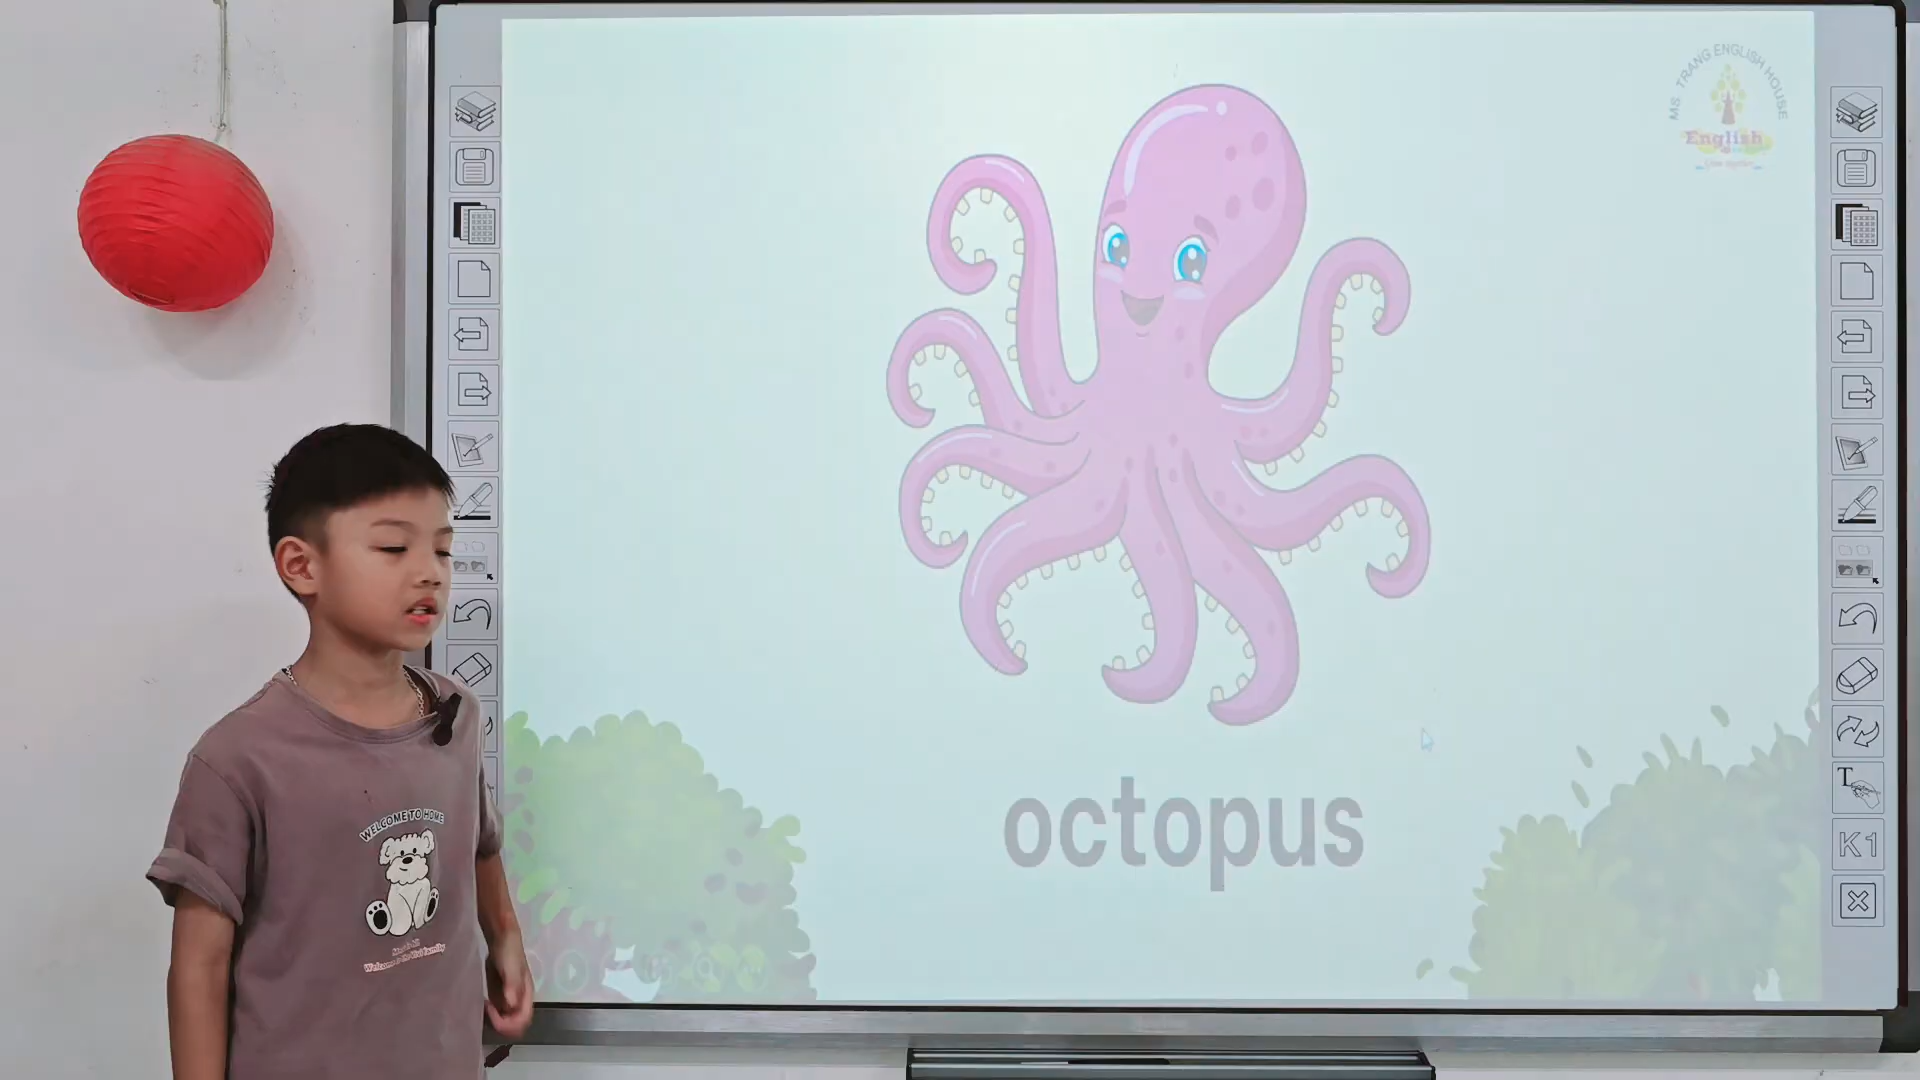 MS. TRANG ENGLISH HOUSE
English
octopus
T
K1
WELCOME TO HOME